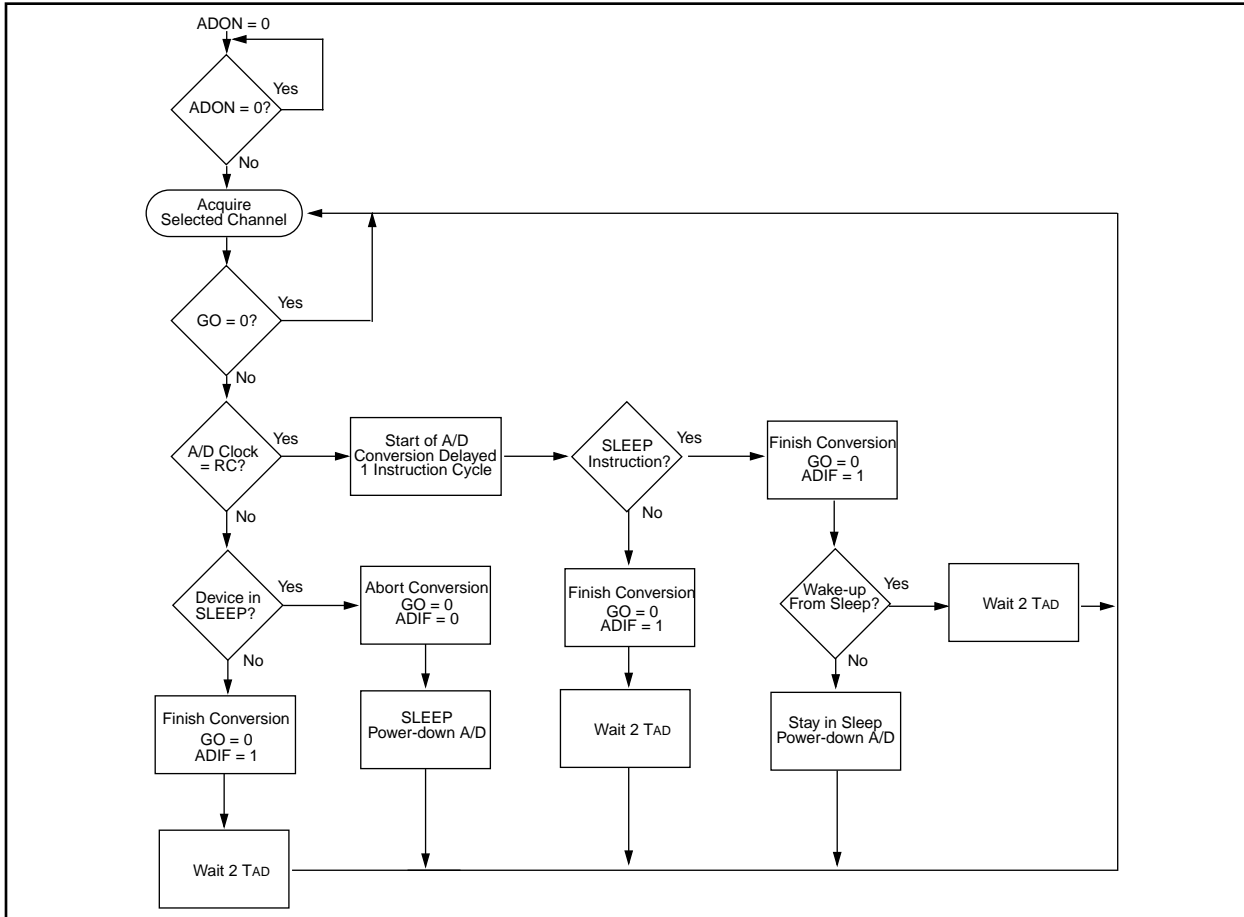 ADON = 0
Yes
ADON = 0?
No
Acquire
Selected Channel
Yes
GO = 0?
No
A/D Clock
= RC?
Yes
Start of A/D
Conversion Delayed
1 Instruction Cycle
SLEEP
Instruction?
Yes
Finish Conversion
GO = 0
ADIF = 1
No
No
Device in
SLEEP?
Yes
Abort Conversion
GO = 0
ADIF = 0
Finish Conversion
GO = 0
ADIF = 1
Wake-up
From Sleep?
Yes
Wait 2 TAD
No
No
Finish Conversion
GO = 0
ADIF = 1
SLEEP
Power-down A/D
Wait 2 TAD
Stay in Sleep
Power-down A/D
Wait 2 TAD